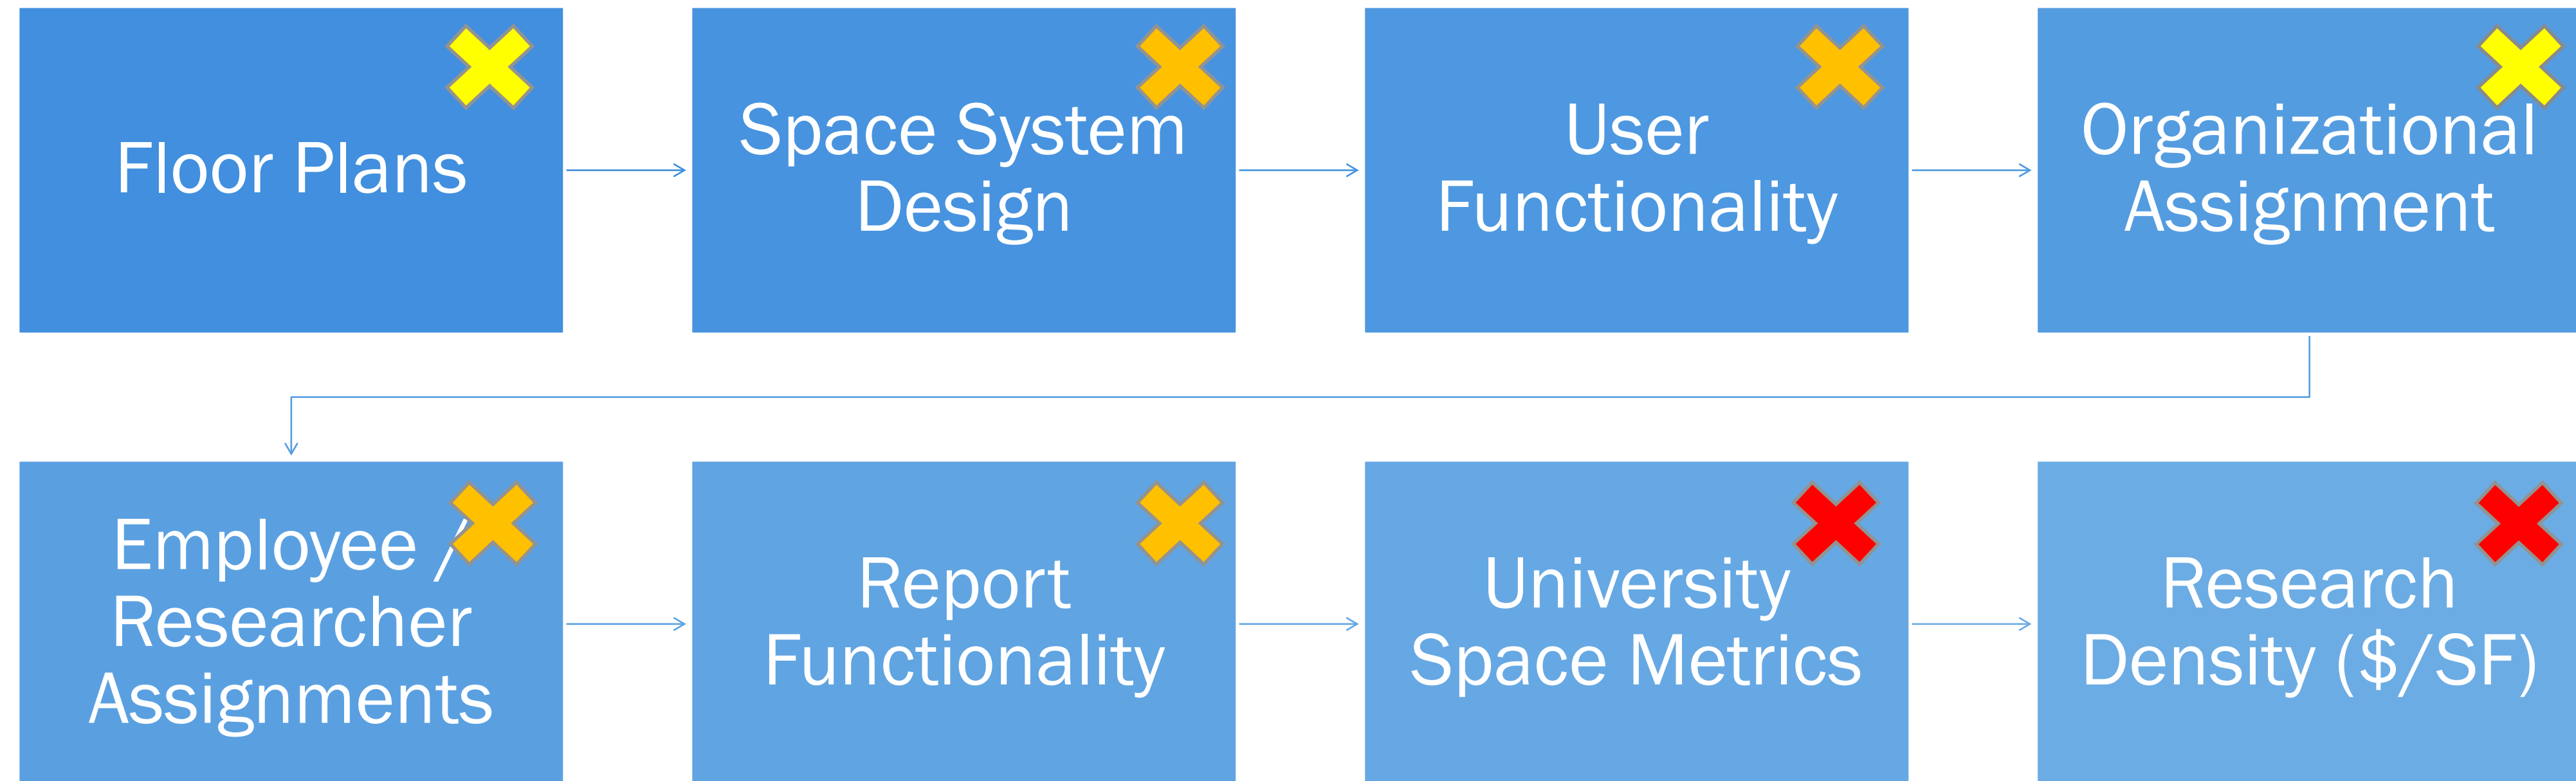 Floor Plans
Space System
Design
User
Functionality
Organizational
Assignment
Employee /
Researcher
Assignments
Report
Functionality
University
Space Metrics
Research
Density ($/SF)